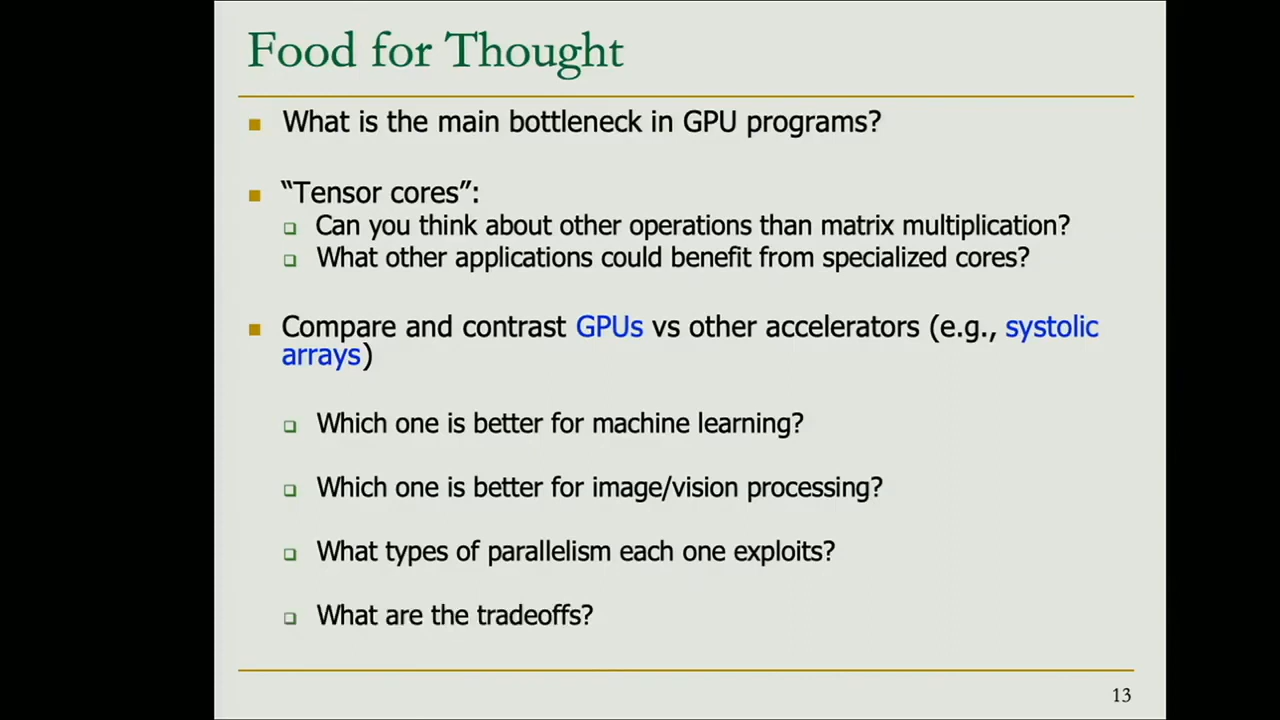 Food for Thought
What is the main bottleneck in GPU programs?
“Tensor cores”:
Can you think about other operations than matrix multiplication?
What other applications could benefit from specialized cores?
Compare and contrast GPUs vs other accelerators (e.g., systolic
arrays)
Which one is better for machine learning?
Which one is better for image/vision processing?
What types of parallelism each one exploits?
What are the tradeoffs?
13